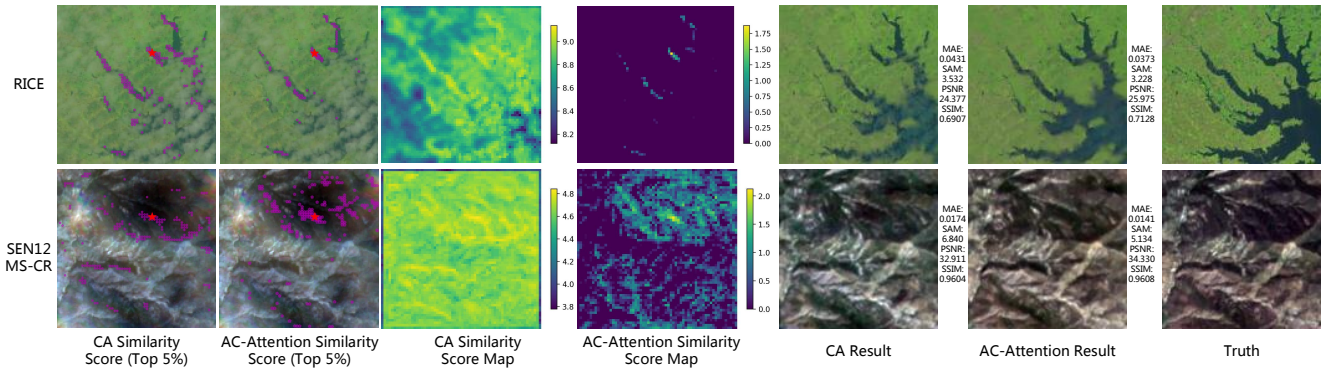 RICE
9.0
8.8
8.6
8.4
8.2
1.75
1.50
1.25
1.00
0.75
0.50
0.25
0.00
MAE:
0.0431
SAM:
3.532
PSNR
24.377
SSIM:
0.6907
MAE:
0.0373
SAM:
3.228
PSNR:
25.975
SSIM:
0.7128
SEN12
MS-CR
4.8
4.6
4.4
4.2
4.0
3.8
2.0
1.5
1.0
0.5
0.0
MAE:
0.0174
SAM:
6.840
PSNR:
32.911
SSIM:
0.9604
MAE:
0.0141
SAM:
5.134
PSNR:
34.330
SSIM:
0.9608
CA Similarity
Score (Top 5%)
AC-Attention Similarity
Score (Top 5%)
CA Similarity
Score Map
AC-Attention Similarity
Score Map
CA Result
AC-Attention Result
Truth